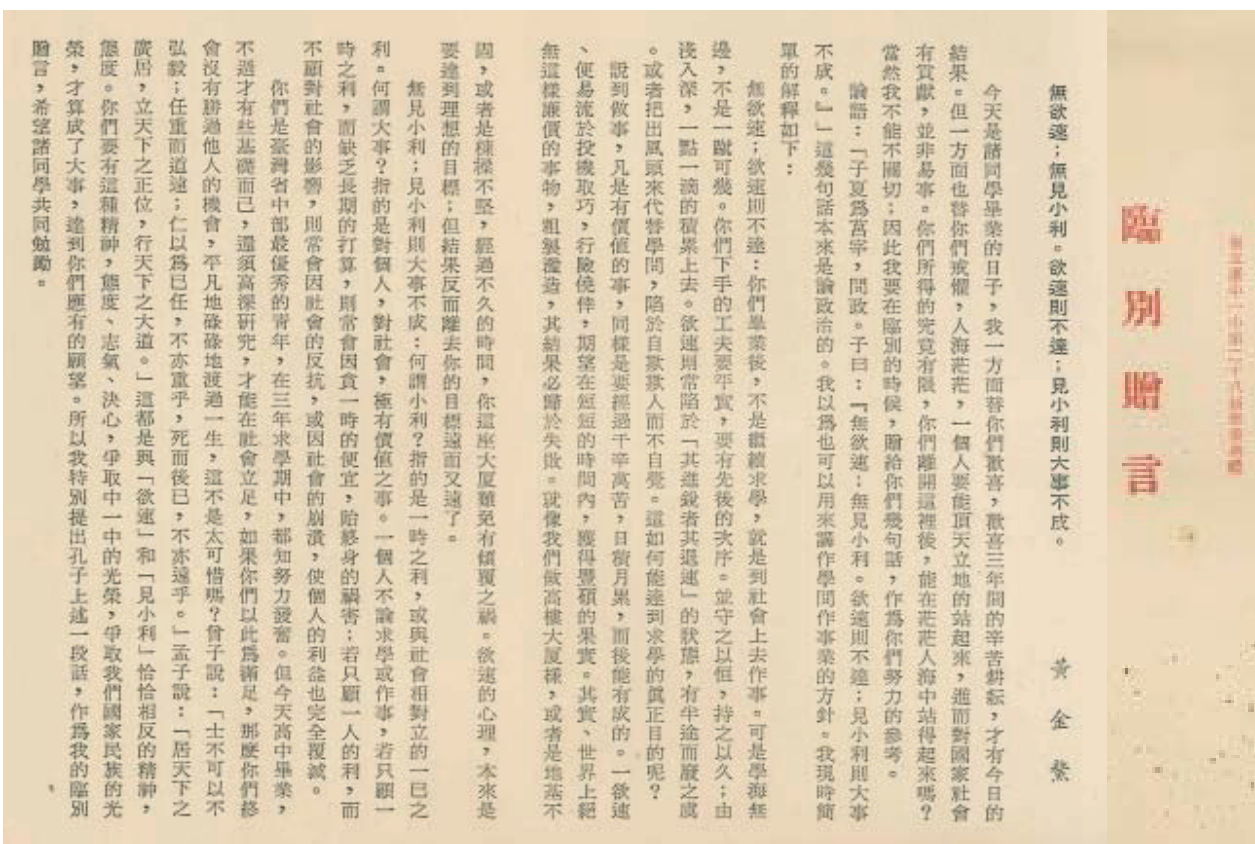 臨別贈言
無欲速；無見小利。欲速則不達；見小利則大事不成。
黃金鰲
今天是諸同學畢業的日子，我一方面替你們歡喜，歡喜三年間的辛苦耕耘，才有今日的
結果。但一方面也替你們戒懼，人海茫茫，一個人要能頂天立地的站起來，進而對國家社會
有貢獻，並非易事。你們所得的究竟有限，你們離開這裡後，能在茫茫人海中站得起來嗎？
當然我不能不關切；因此我要在臨別的時候，贈給你們幾句話，作爲你們努力的參考。
論語：「子夏爲莒宰，問政。子曰：『無欲速；無見小利。欲速則不達；見小利則大事
不成。』」這幾句話本來是論政治的。我以爲也可以用來講作學問作事業的方針。我現時簡
單的解釋如下：
無欲速；欲速則不達：你們畢業後，不是繼續求學，就是到社會上去作事。可是學海無
邊，不是一蹴可幾。你們下手的工夫要平實，要有先後的次序。並守之以恒，持之以久；由
淺入深，一點一滴的積累上去。欲速則常陷於「其進銳者其退速」的狀態，有半途而廢之虞
。或者把出風頭來代替學問，陷於自欺欺人而不自覺。這如何能達到求學的眞正目的呢？
說到做事，凡是有價値的事，同樣是要經過千辛萬苦，日積月累，而後能有成的。一欲速
、便易流於投機取巧，行險僥倖，期望在短短的時間內，獲得豐碩的果實。其實、世界上絕
無這樣廉價的事物，粗製濫造，其結果必歸於失敗。就像我們做高樓大厦樣，或者是地基不
固，或者是棟樑不堅，經過不久的時間，你這座大厦難免有傾覆之禍。欲速的心理，本來是
要達到理想的目標；但結果反而離去你的目標遠而又遠了。
無見小利；見小利則大事不成：何謂小利？指的是一時之利，或與社會相對立的一已之
利。何謂大事？指的是對個人，對社會，極有價値之事。一個人不論求學或作事，若只顧一
時之利，而缺乏長期的打算，則常會因貪一時的便宜，貽終身的禍害；若只顧一人的利，而
不顧對社會的影響，則常會因社會的反抗，或因社會的崩潰，使個人的利益也完全覆滅。
你們是臺灣省中部最優秀的靑年，在三年求學期中，都知努力發奮。但今天高中畢業，
不過才有些基礎而已，還須高深研究，才能在社會立足，如果你們以此爲滿足，那麼你們終
會沒有勝過他人的機會，平凡地碌碌地渡過一生，這不是太可惜嗎？曾子說：「士不可以不
弘毅；任重而道遠；仁以爲已任，不亦重乎，死而後已，不亦遠乎。」孟子說：「居天下之
廣居，立天下之正位，行天下之大道。」這都是與「欲速」和「見小利」恰恰相反的精神，
態度。你們要有這種精神，態度、志氣、決心，爭取中一中的光榮，爭取我們國家民族的光
榮，才算成了大事，達到你們應有的願望。所以我特別提出孔子上述一段話，作爲我的臨別
贈言，希望諸同學共同勉勵。